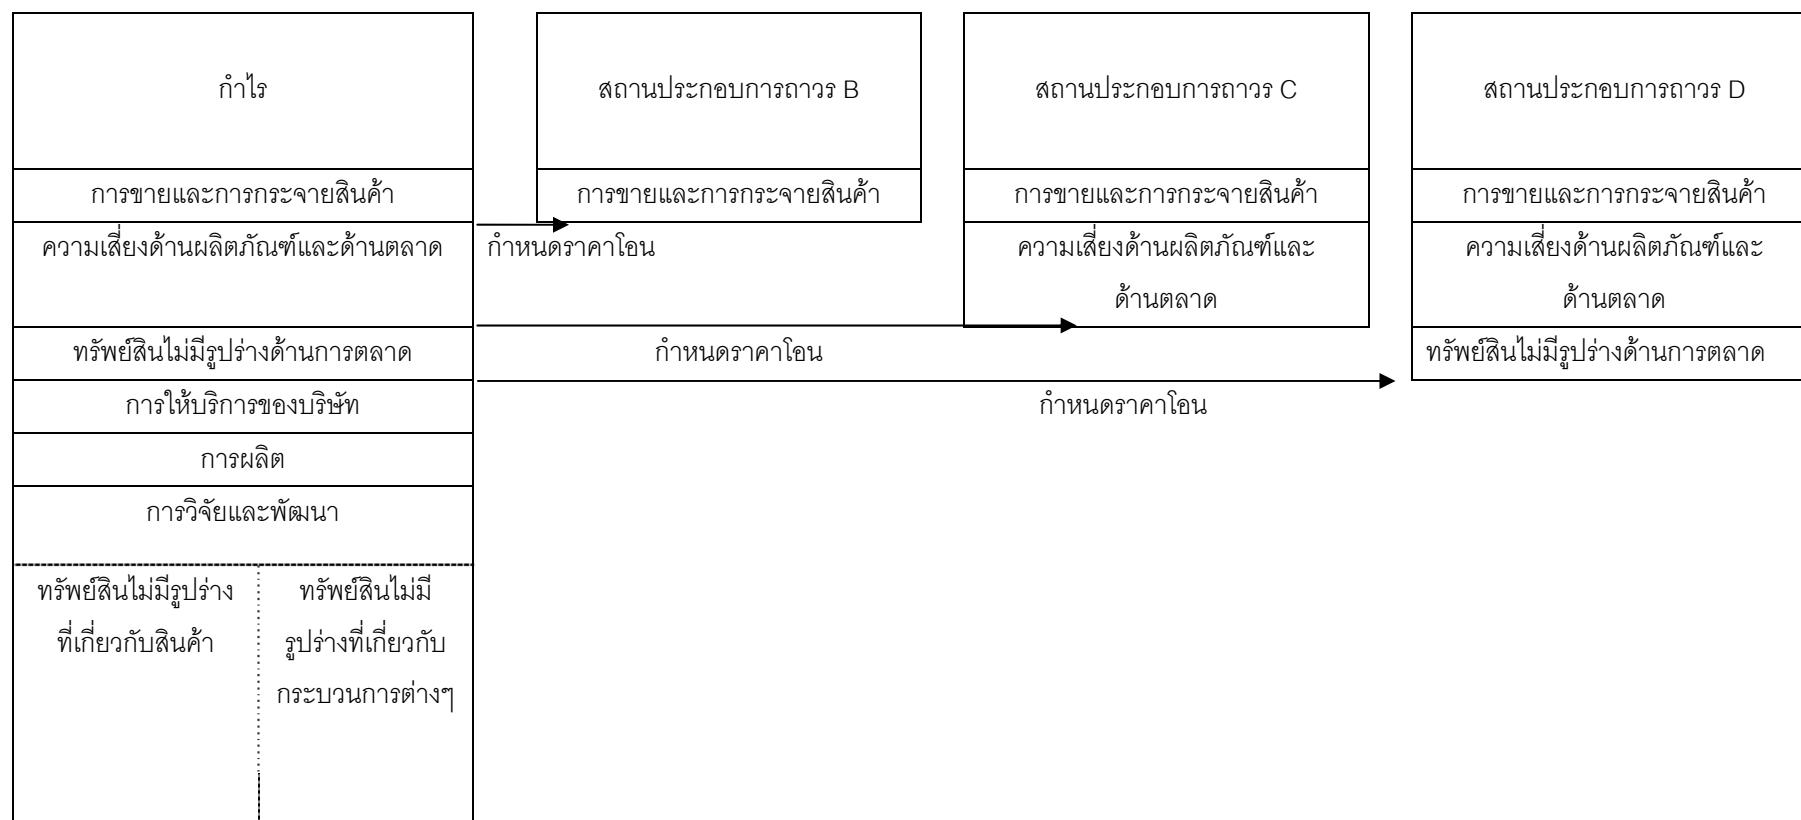 กำไร
สถานประกอบการถาวร B
สถานประกอบการถาวร C
สถานประกอบการถาวร D
การขายและการกระจายสินค้า
การขายและการกระจายสินค้า
การขายและการกระจายสินค้า
การขายและการกระจายสินค้า
ความเสี่ยงด้านผลิตภัณฑ์และด้านตลาด
กำหนดราคาโอน
ความเสี่ยงด้านผลิตภัณฑ์และ
ด้านตลาด
ความเสี่ยงด้านผลิตภัณฑ์และ
ด้านตลาด
ทรัพย์สินไม่มีรูปร่างด้านการตลาด
กำหนดราคาโอน
ทรัพย์สินไม่มีรูปร่างด้านการตลาด
การให้บริการของบริษัท
กำหนดราคาโอน
การผลิต
การวิจัยและพัฒนา
ทรัพย์สินไม่มีรูปร่าง
ที่เกี่ยวกับสินค้า
ทรัพย์สินไม่มี
รูปร่างที่เกี่ยวกับ
กระบวนการต่างๆ